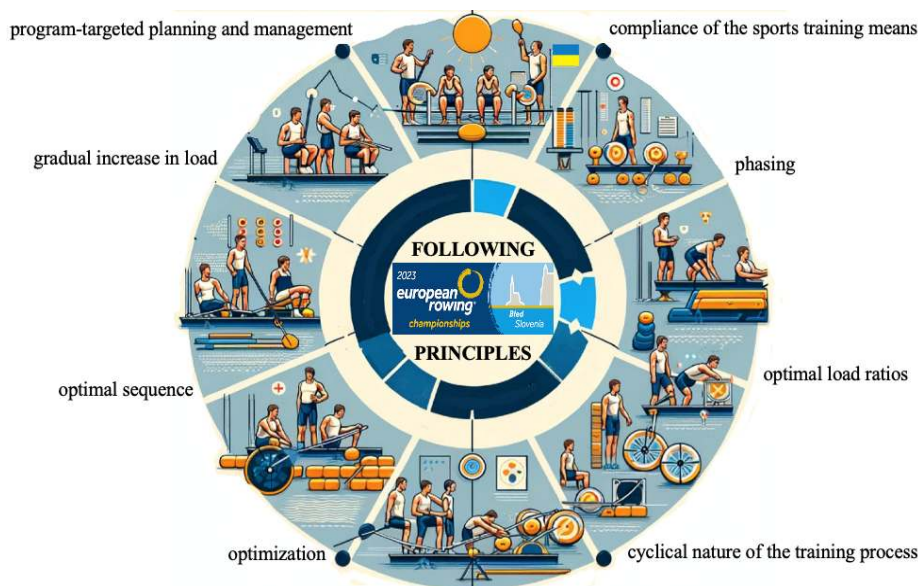 program-targeted planning and management
compliance of the sports training means
gradual increase in load
phasing
FOLLOWING
2023
european
rowing
championships
Bled
Slovenia
PRINCIPLES
optimal sequence
optimal load ratios
optimization
cyclical nature of the training process